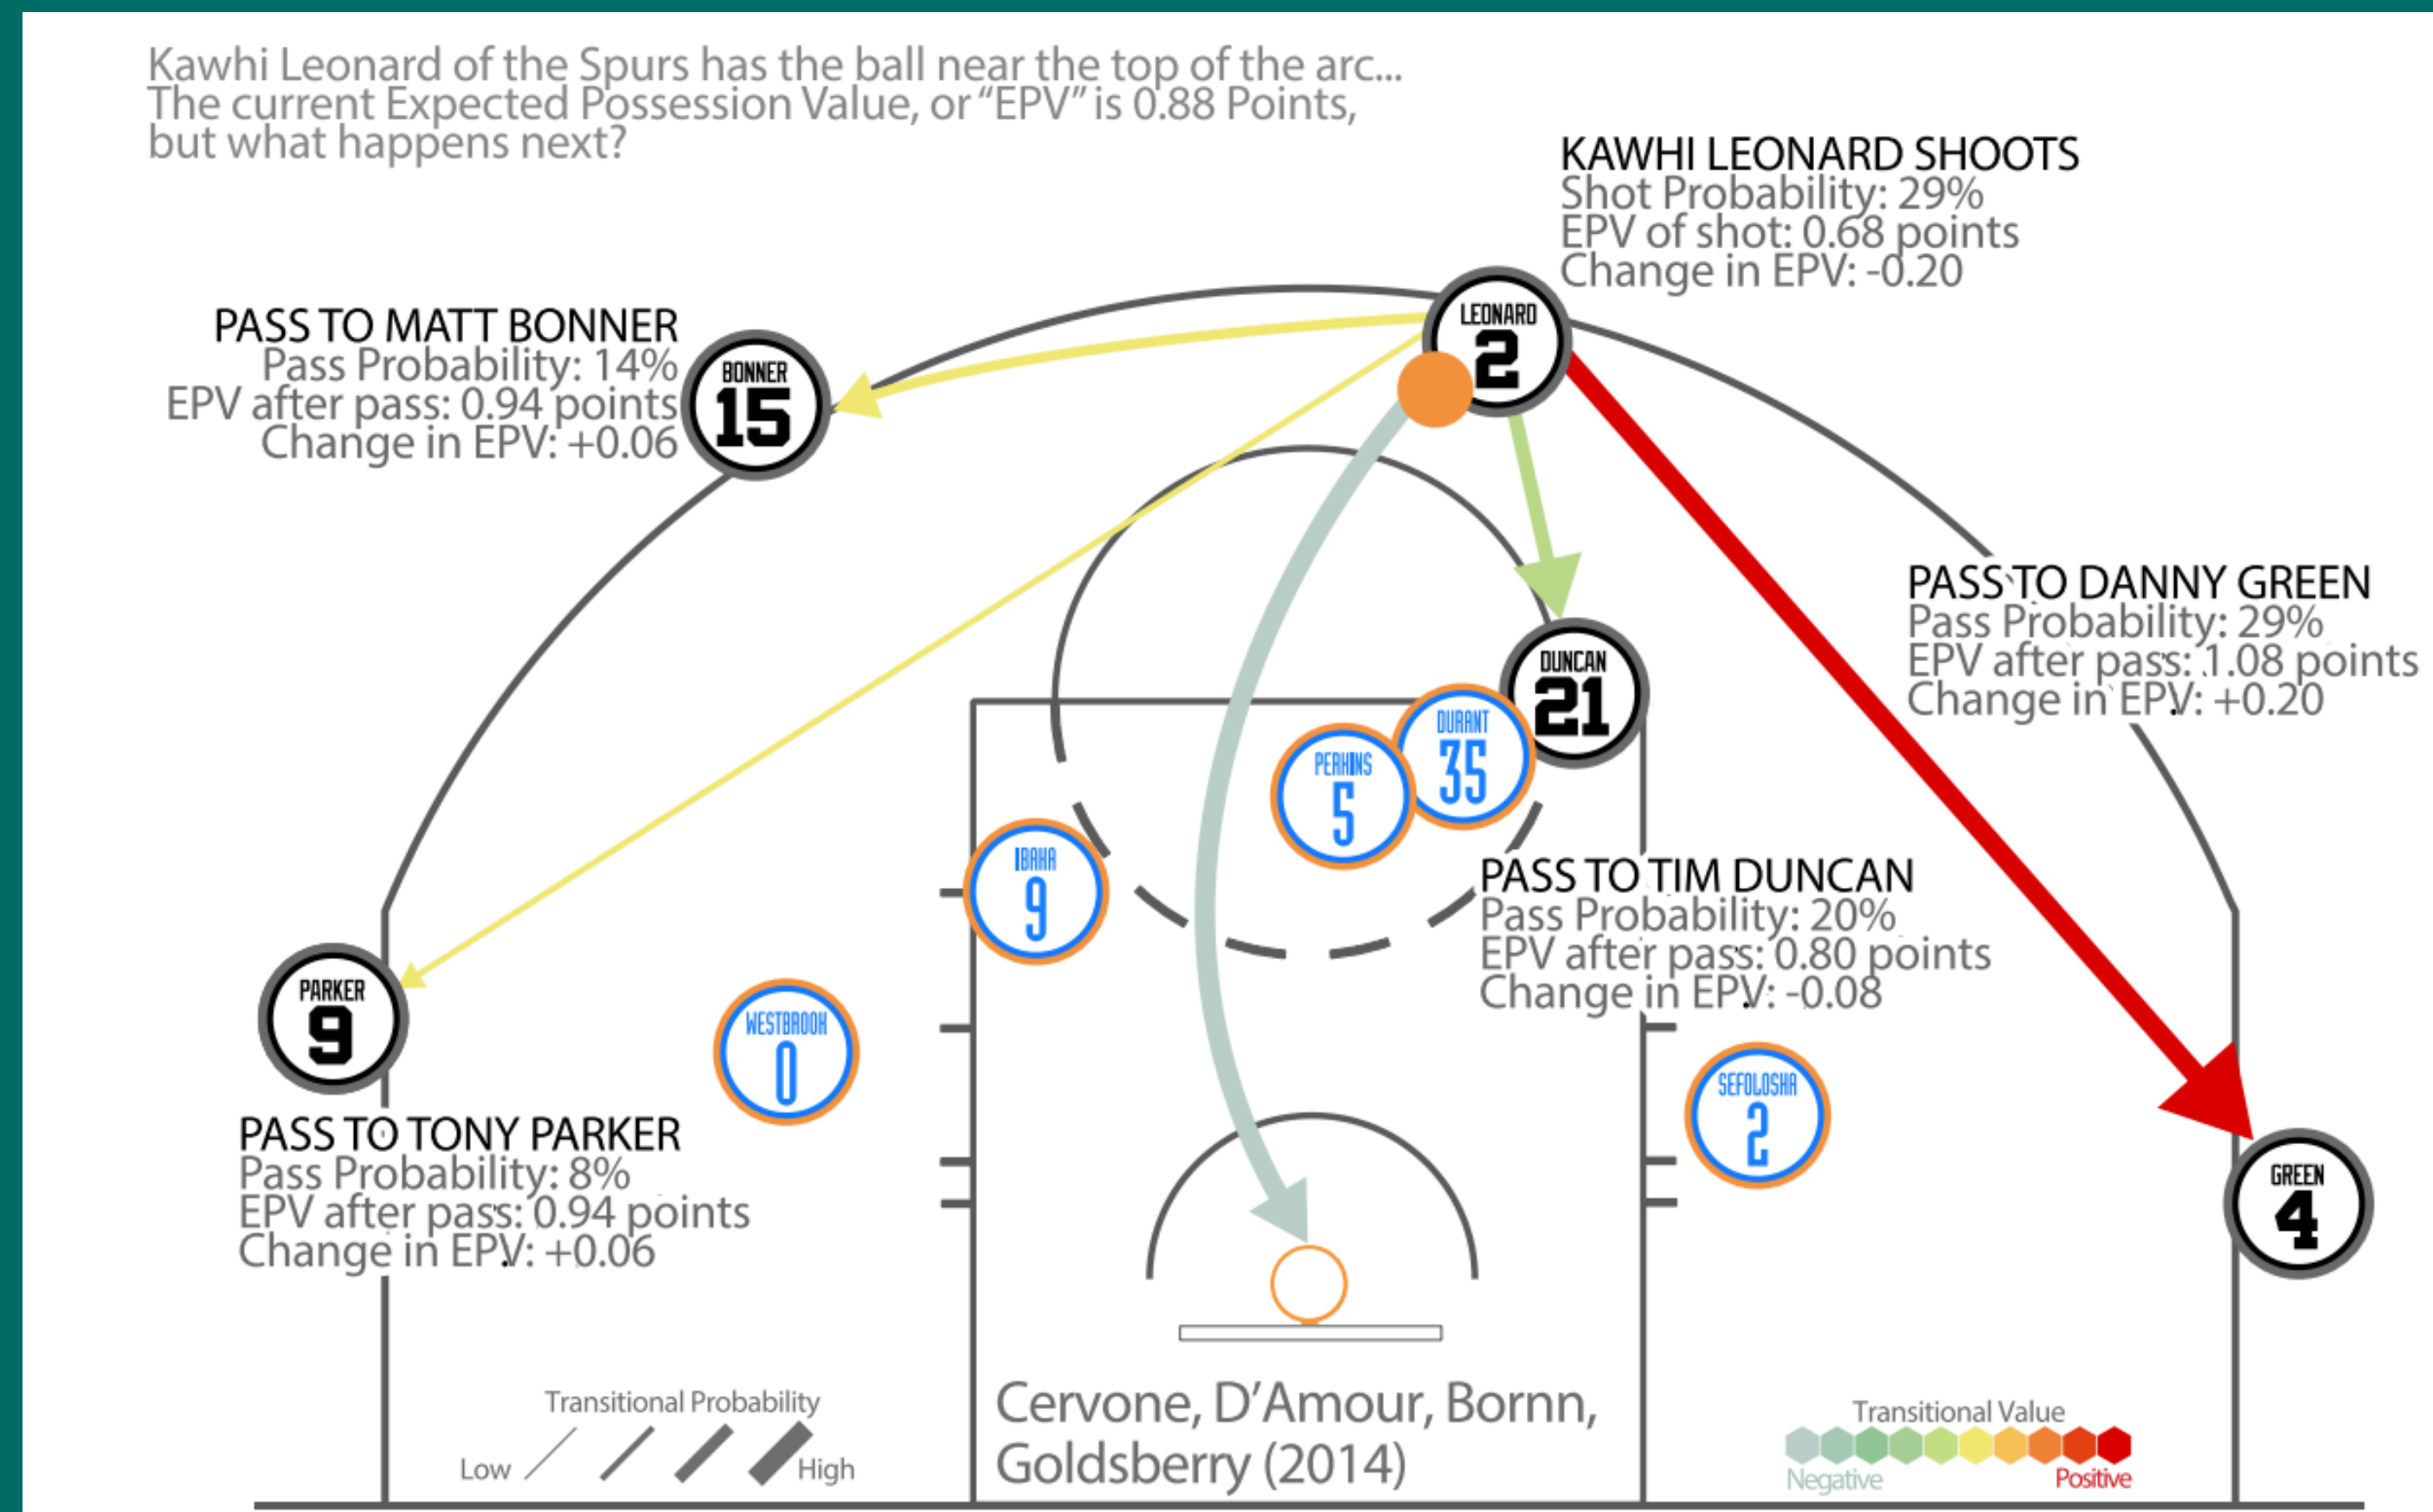 Kawhi Leonard of the Spurs has the ball near the top of the arc...
The current Expected Possession Value, or “EPV” is 0.88 Points,
but what happens next?
KAWHI LEONARD SHOOTS
Shot Probability: 29%
EPV of shot: 0.68 points
Change in EPV: -0.20
LEONARD
2
PASS TO MATT BONNER
Pass Probability: 14%
EPV after pass: 0.94 points
Change in EPV: +0.06
BONNER
15
PASS TO DANNY GREEN
Pass Probability: 29%
EPV after pass: 1.08 points
Change in EPV: +0.20
DUNCAN
21
DURANT
35
PERKINS
5
IBAKA
9
PASS TO TIM DUNCAN
Pass Probability: 20%
EPV after pass: 0.80 points
Change in EPV: -0.08
PARKER
9
WESTBROOK
0
SEFOLOSHA
2
PASS TO TONY PARKER
Pass Probability: 8%
EPV after pass: 0.94 points
Change in EPV: +0.06
GREEN
4
Transitional Probability
Low
High
Cervone, D’Amour, Bornn,
Goldsberry (2014)
Transitional Value
Negative
Positive